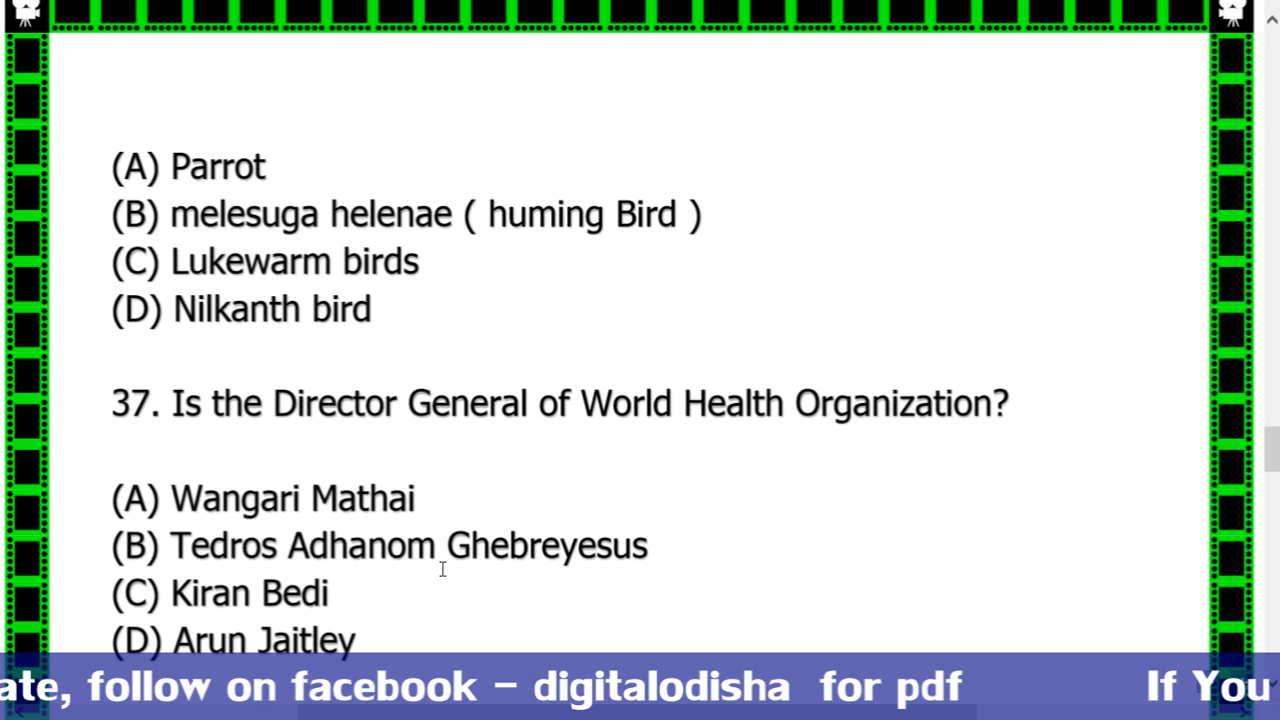 (A) Parrot
(B) melesuga helenae ( huming Bird )
(C) Lukewarm birds
(D) Nilkanth bird
37. Is the Director General of World Health Organization?
(A) Wangari Mathai
(B) Tedros Adhanom Ghebreyesus
(C) Kiran Bedi
(D) Arun Jaitley
ate, follow on facebook – digitalodisha for pdf If You